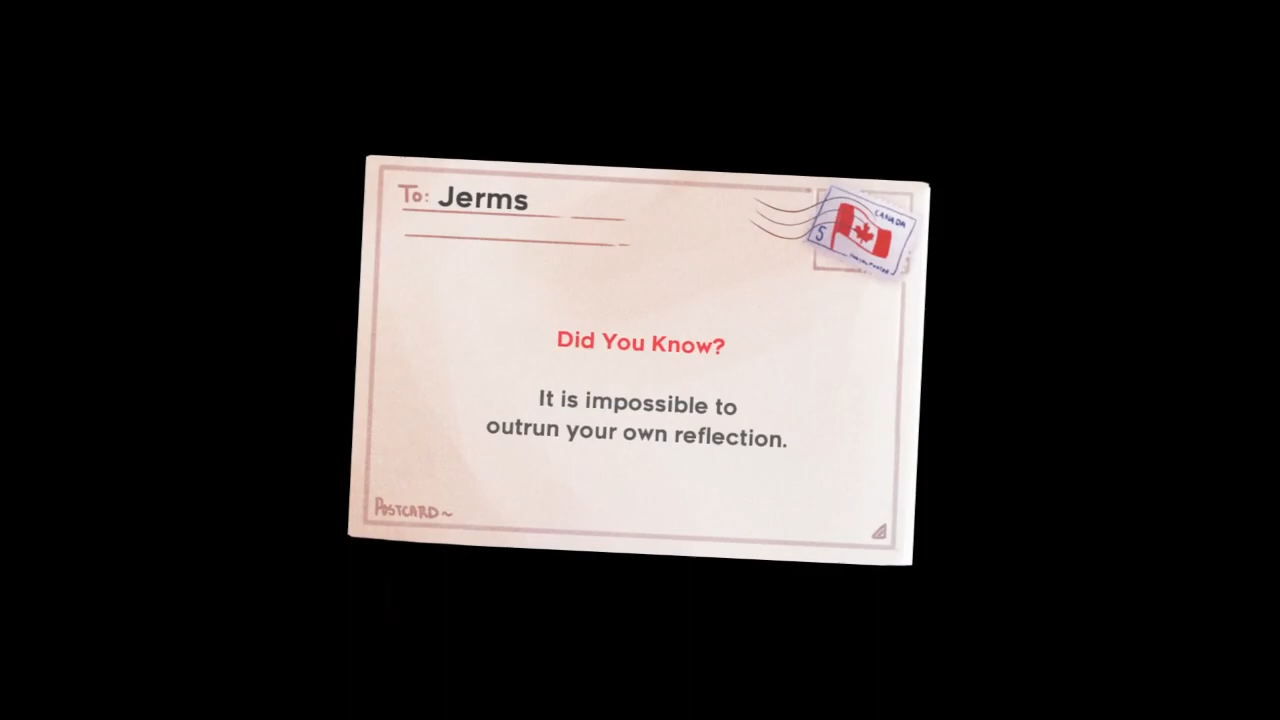 To: Jerms
CANADA
5
Did You Know?
It is impossible to
outrun your own reflection.
POSTCARD~